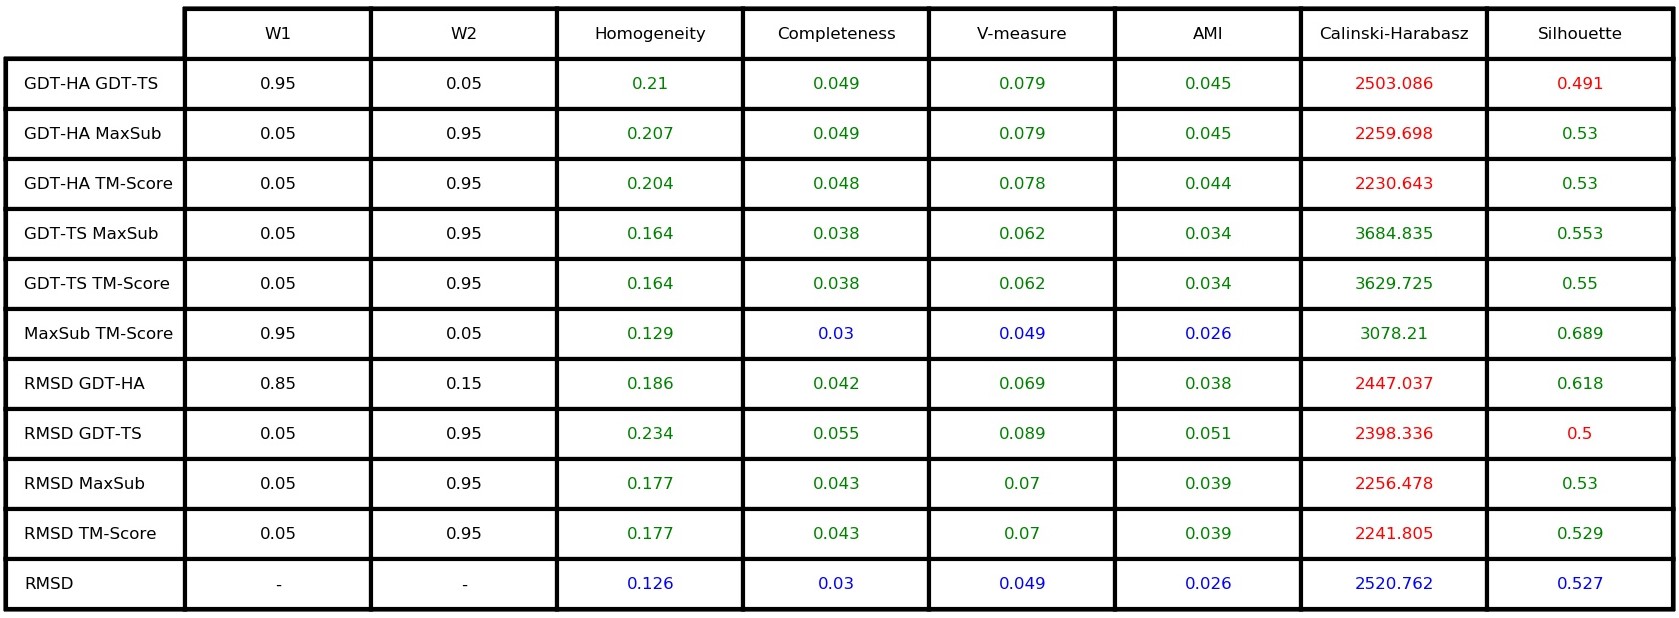 W1 W2 Homogeneity Completeness V-measure AMI Calinski-Harabasz Silhouette
GDT-HA GDT-TS 0.95 0.05 0.21 0.049 0.079 0.045 2503.086 0.491
GDT-HA MaxSub 0.05 0.95 0.207 0.049 0.079 0.045 2259.698 0.53
GDT-HA TM-Score 0.05 0.95 0.204 0.048 0.078 0.044 2230.643 0.53
GDT-TS MaxSub 0.05 0.95 0.164 0.038 0.062 0.034 3684.835 0.553
GDT-TS TM-Score 0.05 0.95 0.164 0.038 0.062 0.034 3629.725 0.55
MaxSub TM-Score 0.95 0.05 0.129 0.03 0.049 0.026 3078.21 0.689
RMSD GDT-HA 0.85 0.15 0.186 0.042 0.069 0.038 2447.037 0.618
RMSD GDT-TS 0.05 0.95 0.234 0.055 0.089 0.051 2398.336 0.5
RMSD MaxSub 0.05 0.95 0.177 0.043 0.07 0.039 2256.478 0.53
RMSD TM-Score 0.05 0.95 0.177 0.043 0.07 0.039 2241.805 0.529
RMSD - - 0.126 0.03 0.049 0.026 2520.762 0.527